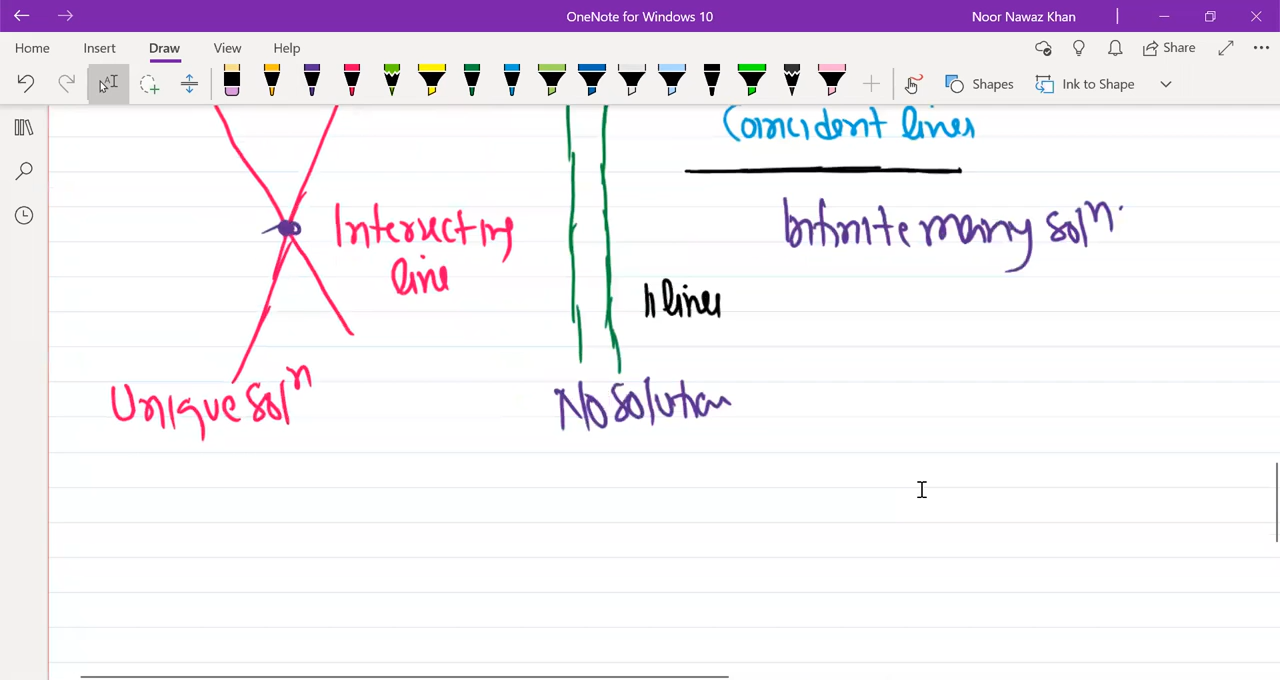 OneNote for Windows 10
Noor Nawaz Khan
Home Insert Draw View Help
Share
Shapes
Ink to Shape
Coincident lines
Infinite many solⁿ.
Intersecting
line
|| lines
Unique Solⁿ
No Solution